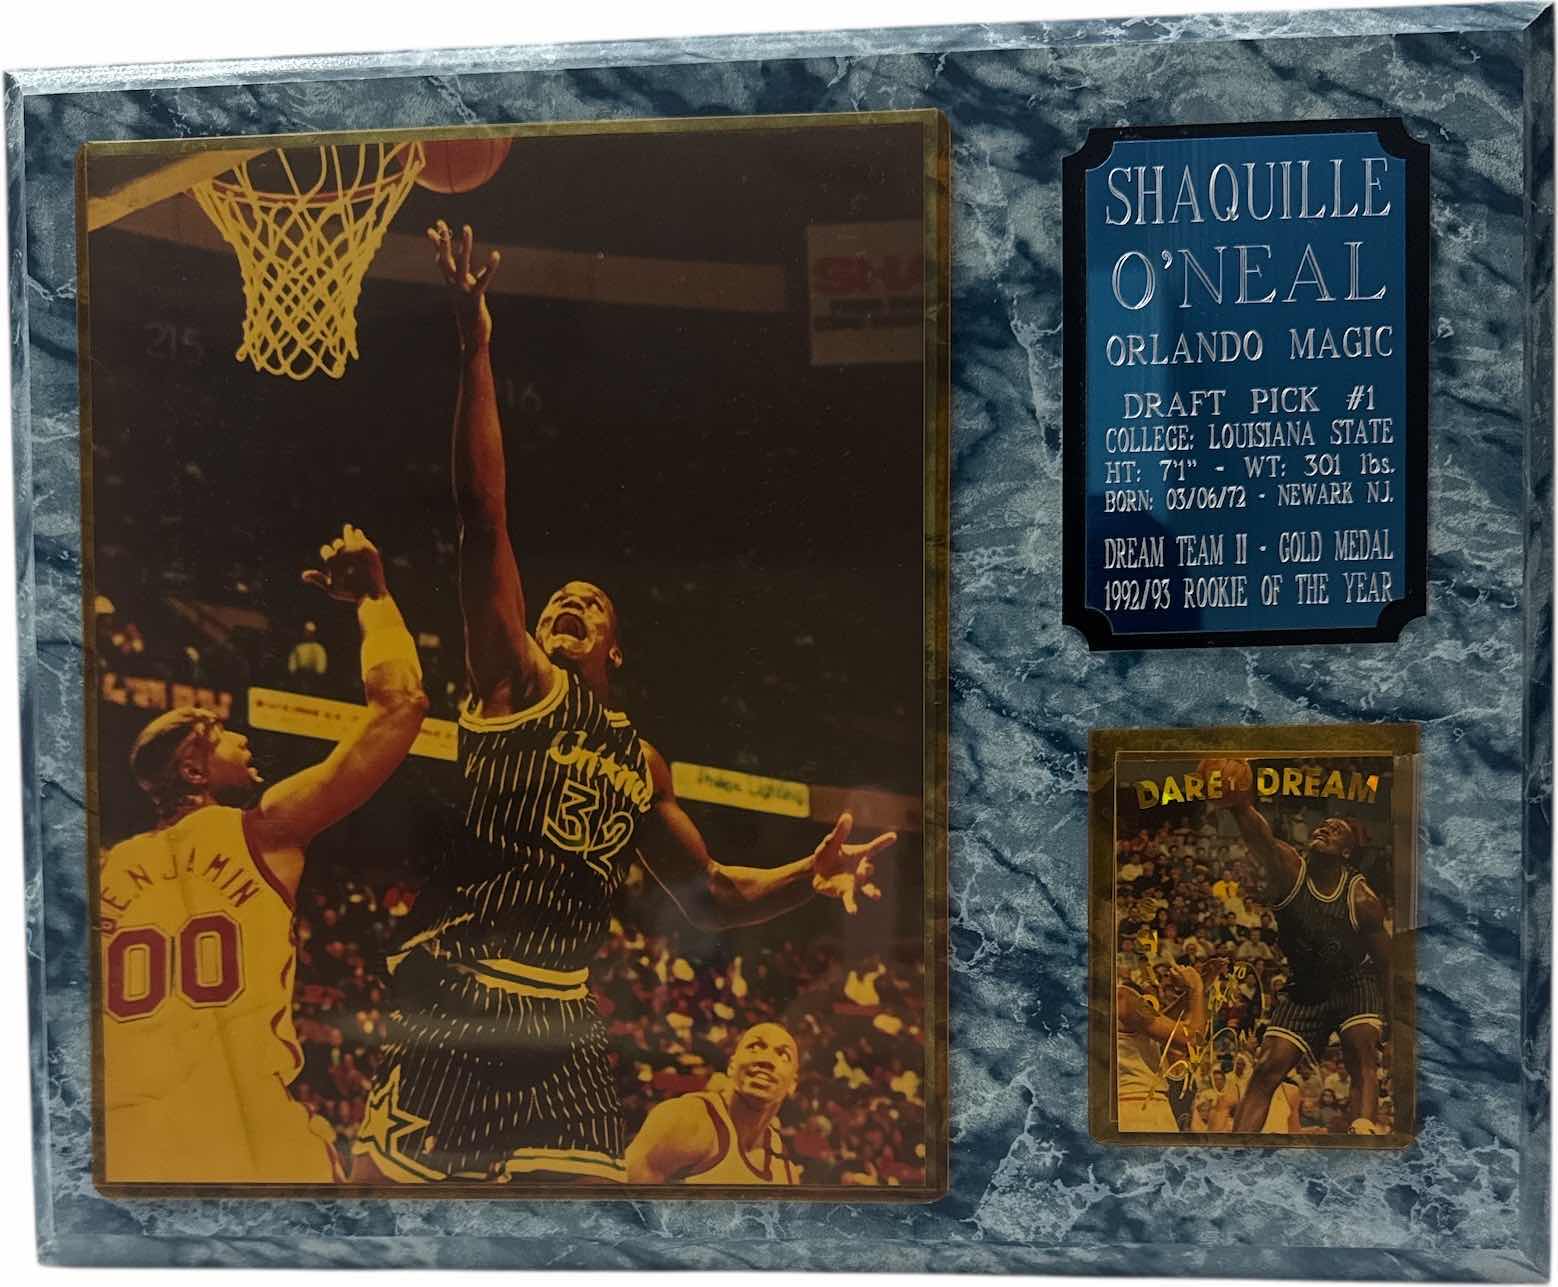 SHAQUILLE
O'NEAL
ORLANDO MAGIC
DRAFT PICK #1
COLLEGE: LOUISIANA STATE
HT: 7'1" - WT: 301 lbs.
BORN: 03/06/72 - NEWARK N.J.
DREAM TEAM II - GOLD MEDAL
1992/93 ROOKIE OF THE YEAR
215
16
Orlando
32
BENJAMIN
00
DARE DREAM